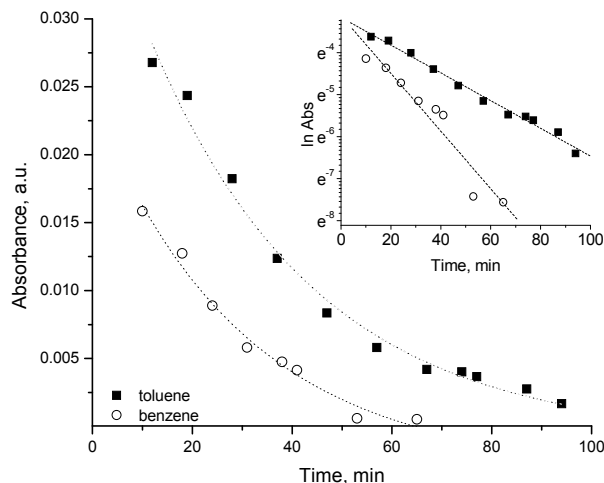 0.030
0.025
0.020
0.015
0.010
0.005
Absorbance, a.u.
toluene
benzene
0 20 40 60 80 100
Time, min
e^-4
e^-5
e^-6
e^-7
e^-8
ln Abs
0 20 40 60 80 100
Time, min